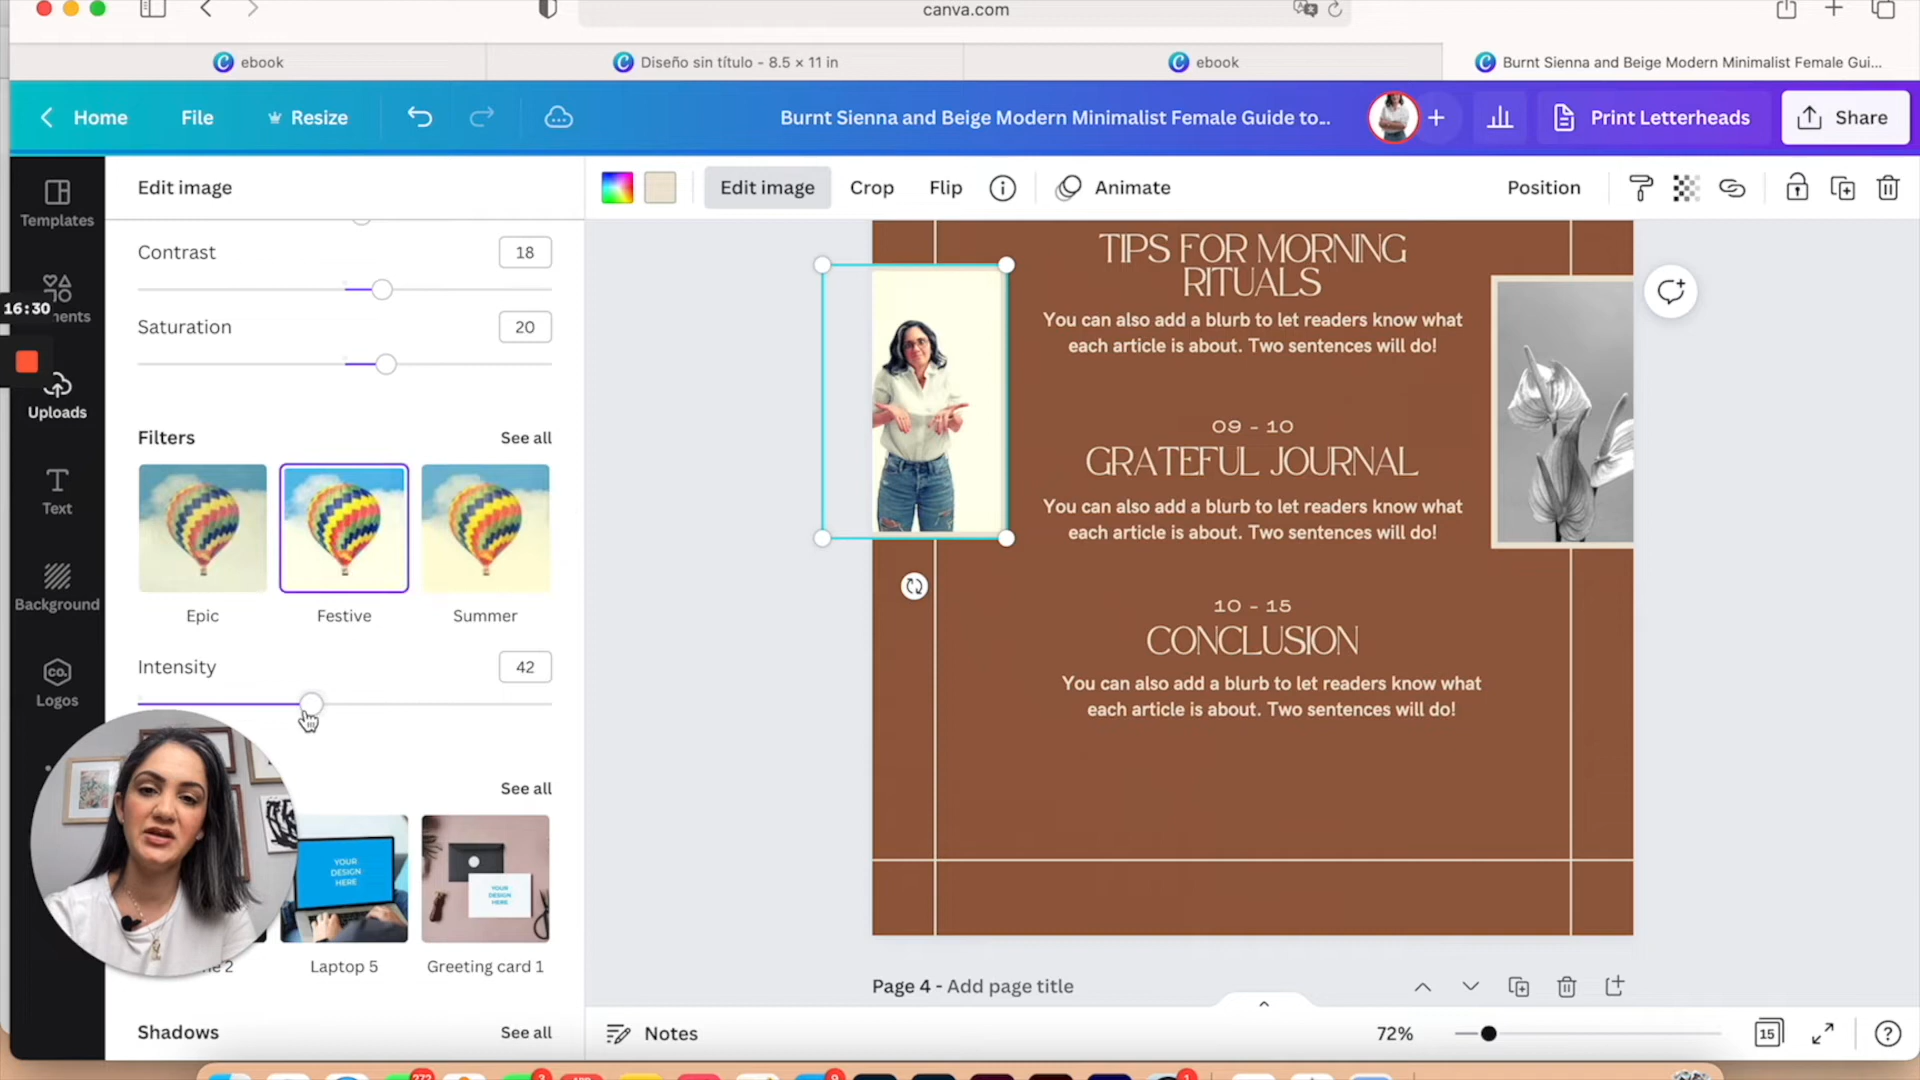 canva.com
ebook
Diseño sin título - 8.5 × 11 in
ebook
Burnt Sienna and Beige Modern Minimalist Female Gui...
Home
File
Resize
Burnt Sienna and Beige Modern Minimalist Female Guide to...
Print Letterheads
Share
Templates
16:30
Uploads
Text
Background
co.
Logos
Edit image
Contrast
18
Saturation
20
Filters
See all
Epic
Festive
Summer
Intensity
42
See all
YOUR
DESIGN
HERE
YOUR
DESIGN
HERE
Laptop 5
Greeting card 1
Shadows
See all
Edit image
Crop
Flip
Animate
Position
TIPS FOR MORNING
RITUALS
You can also add a blurb to let readers know what
each article is about. Two sentences will do!
09 - 10
GRATEFUL JOURNAL
You can also add a blurb to let readers know what
each article is about. Two sentences will do!
10 - 15
CONCLUSION
You can also add a blurb to let readers know what
each article is about. Two sentences will do!
Page 4 - Add page title
Notes
72%
15